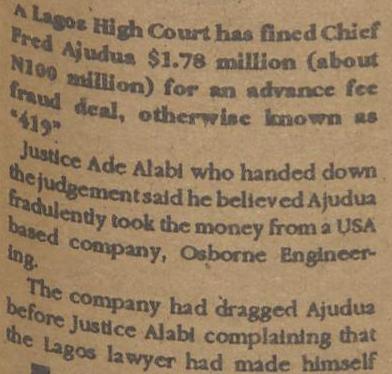 A Lagos High Court has fined Chief
Fred Ajudua $1.78 million (about
N100 million) for an advance fee
fraud deal, otherwise known as
"419"
Justice Ade Alabi who handed down
the judgement said he believed Ajudua
fradulently took the money from a USA
based company, Osborne Engineer-
ing.
The company had dragged Ajudua
before Justice Alabi complaining that
the Lagos lawyer had made himself